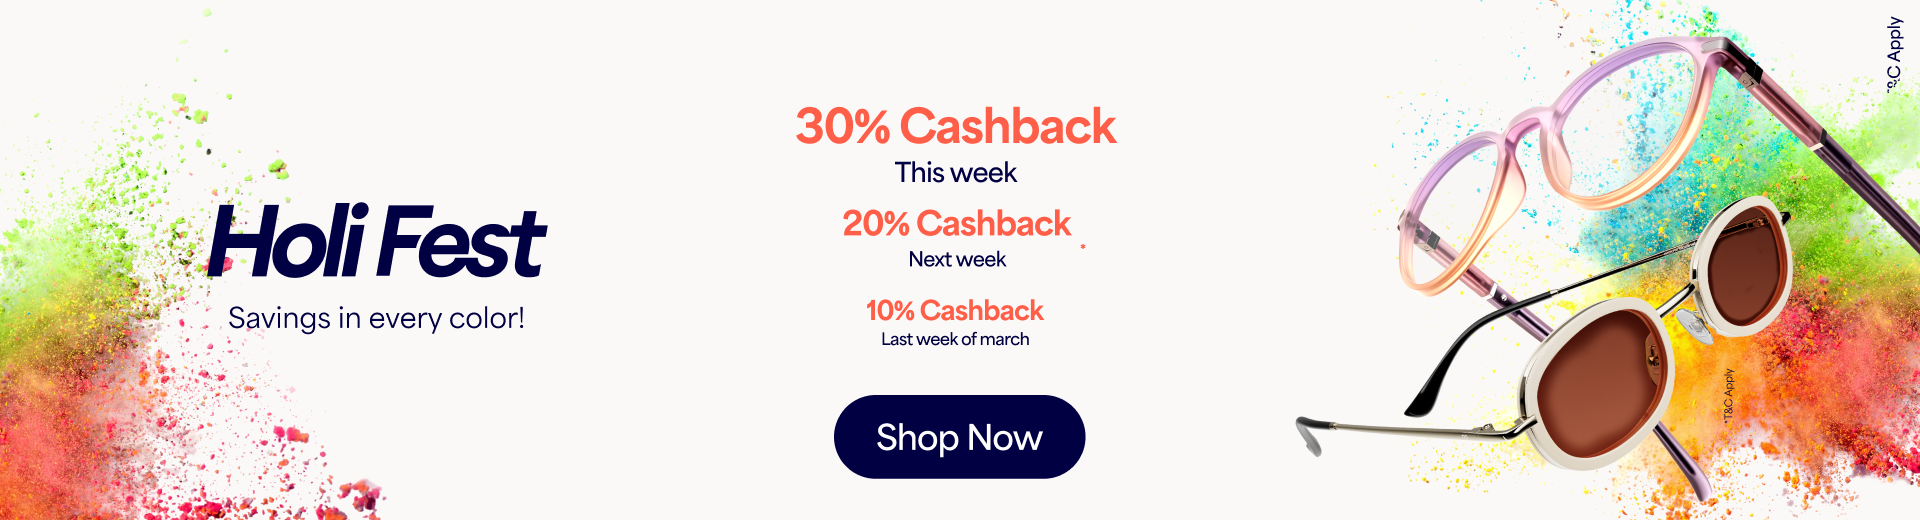 Holi Fest
Savings in every color!
30% Cashback
This week
20% Cashback
*
Next week
10% Cashback
Last week of march
Shop Now
T&C Apply
*T&C Apply